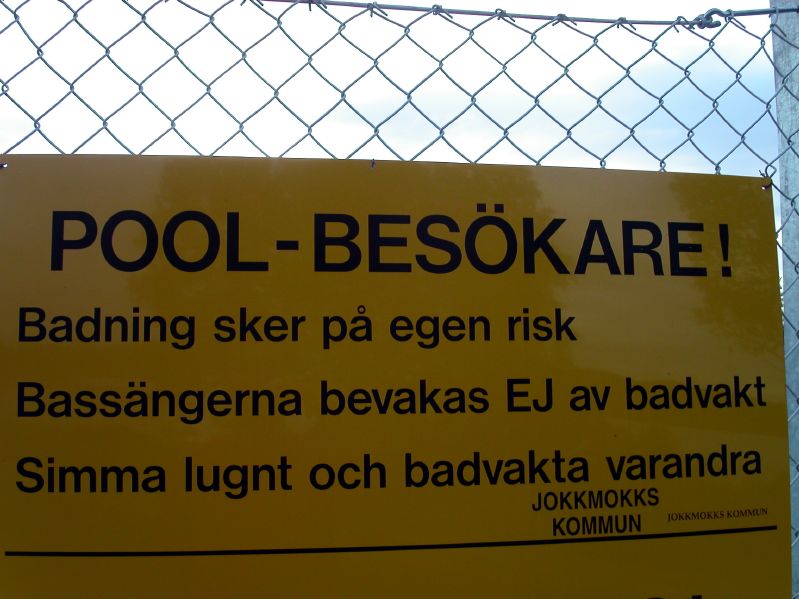 POOL-BESÖKARE!
Badning sker på egen risk
Bassängerna bevakas EJ av badvakt
Simma lugnt och badvakta varandra
JOKKMOKKS
KOMMUN
JOKKMOKKS KOMMUN